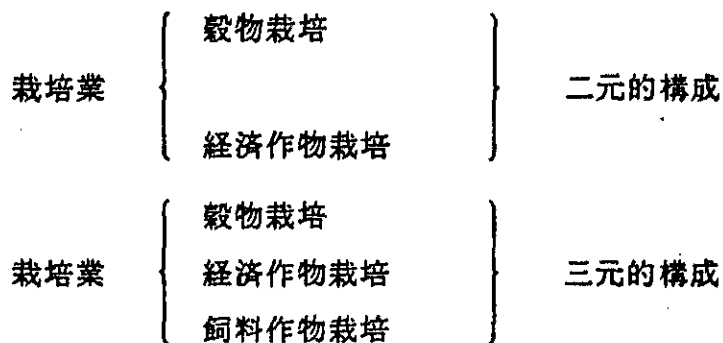 穀物栽培
栽培業 二元的構成
経済作物栽培
穀物栽培
栽培業 経済作物栽培 三元的構成
飼料作物栽培